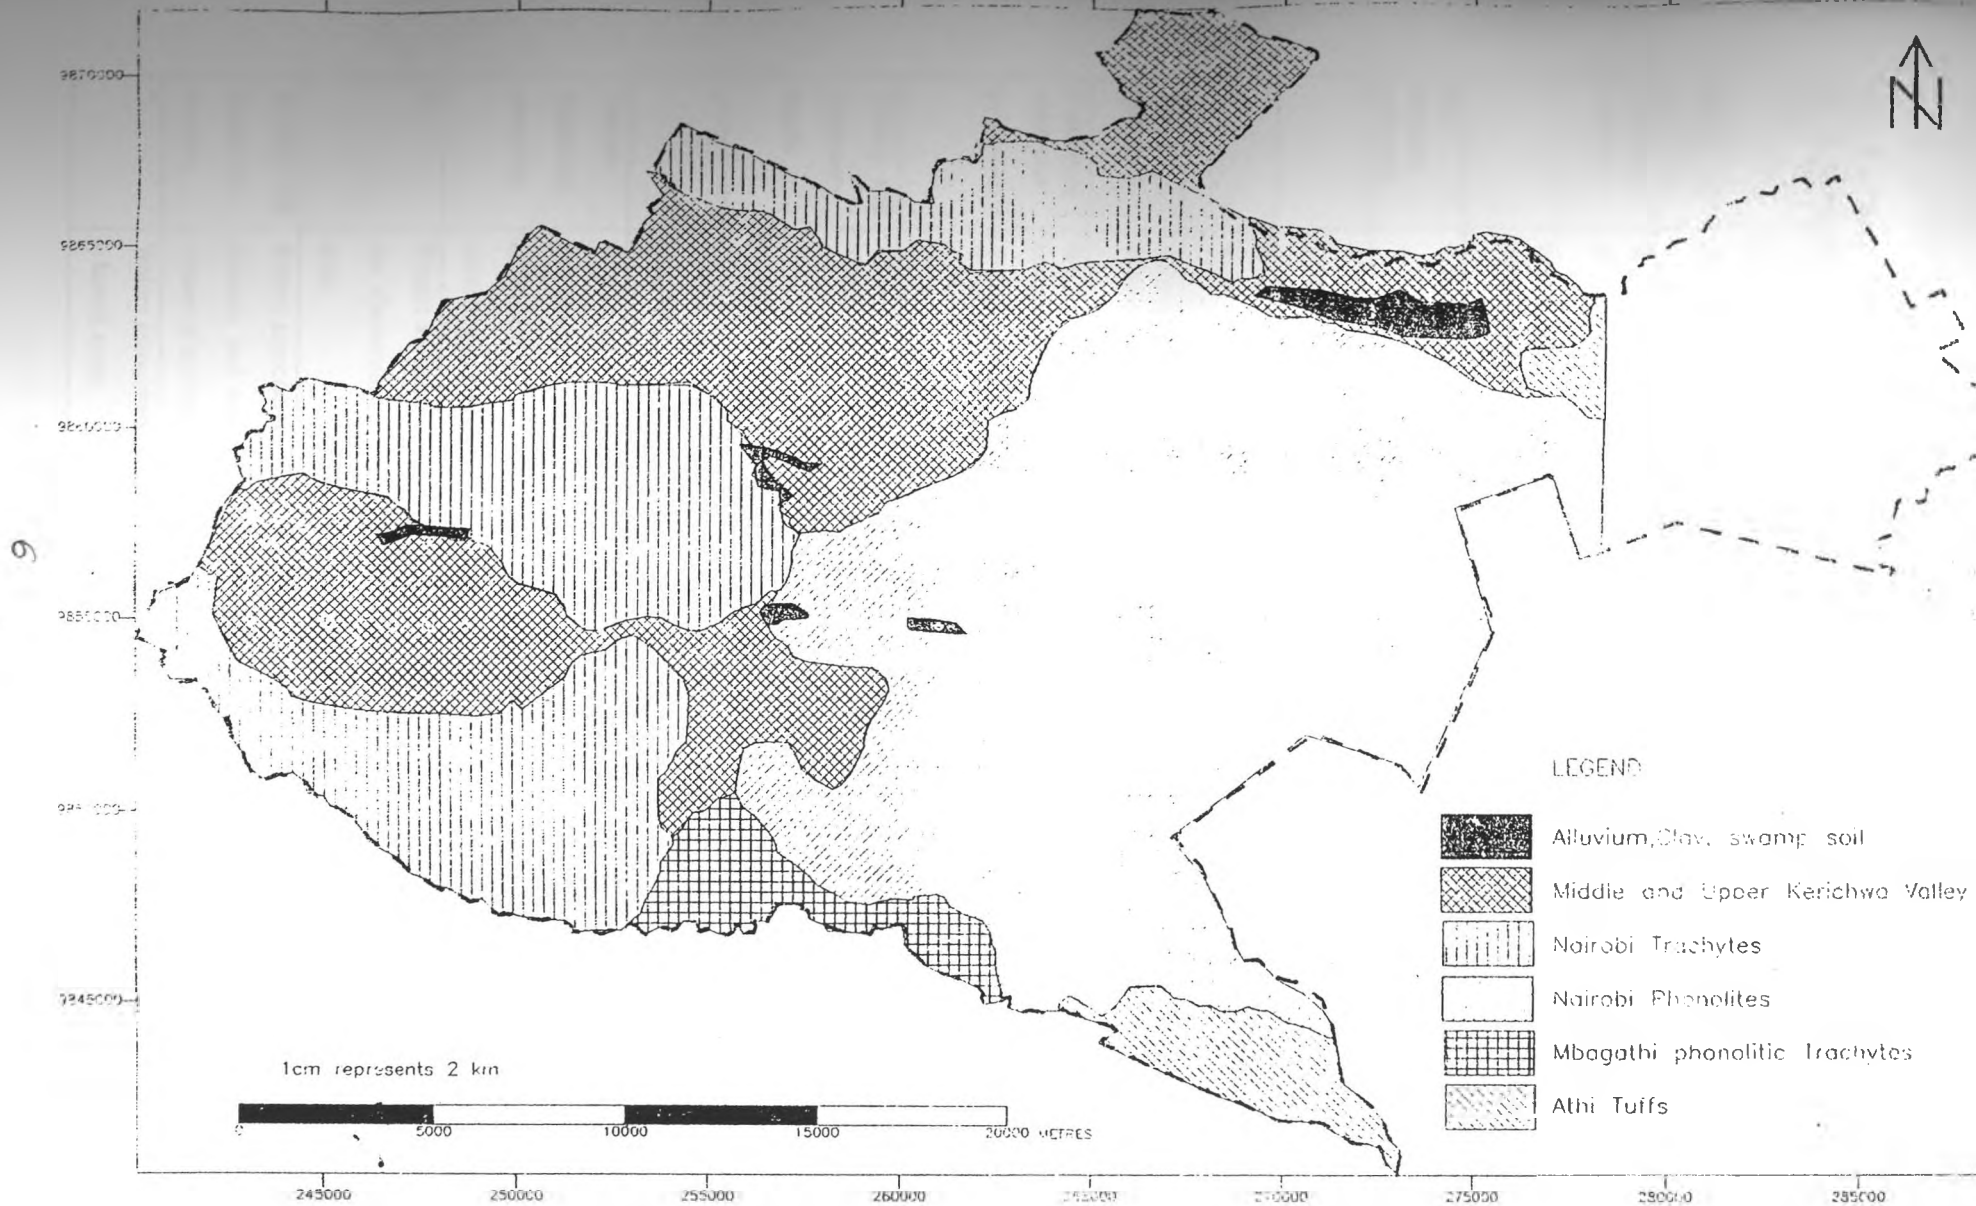 9870000
9865000
9860000
6
LEGEND
Alluvium,Clay, swamp soil
Middle and Upper Kerichwa Valley
Nairobi Trachytes
Nairobi Phonolites
9845000
Mbagathi phonolitic Trachytes
1cm represents 2 km
Athi Tuffs
0 5000 10000 15000 20000 METRES
245000 250000 255000 260000 275000 280000 285000
N